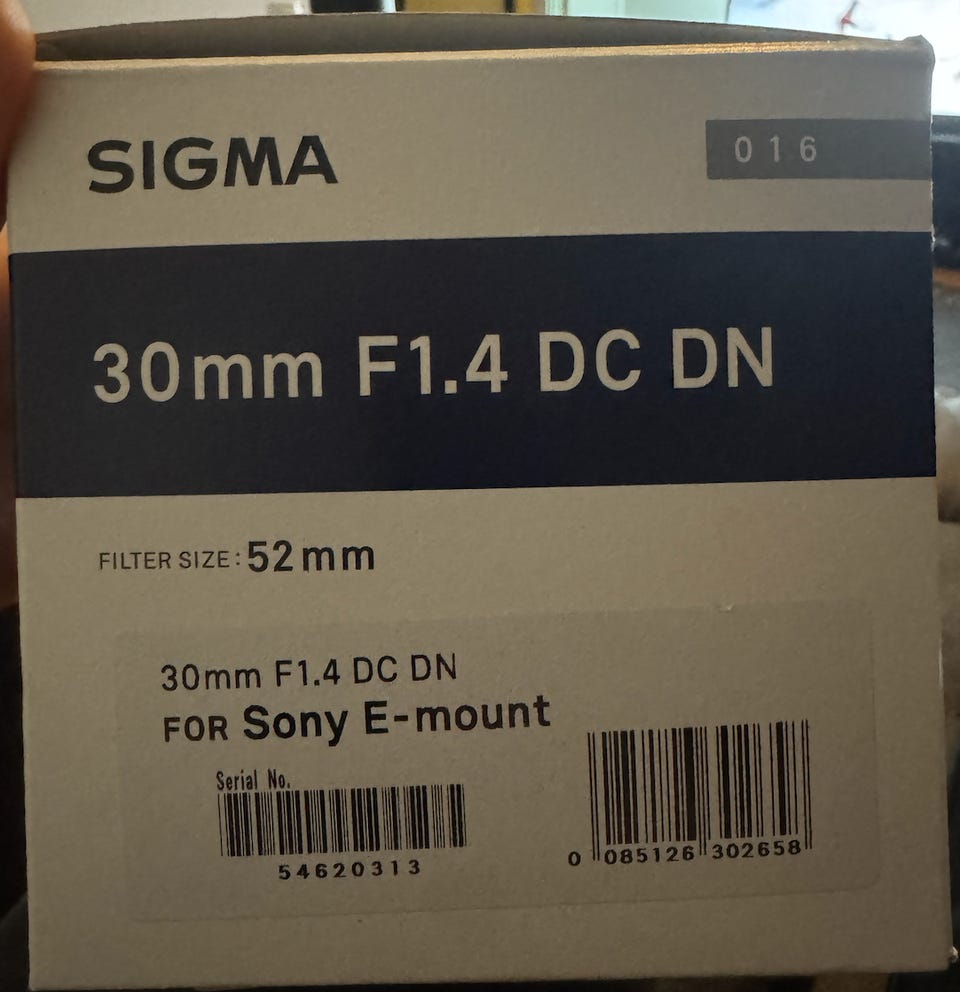 SIGMA
016
30mm F1.4 DC DN
FILTER SIZE: 52mm
30mm F1.4 DC DN
FOR Sony E-mount
Serial No.
54620313
0 085126 302658